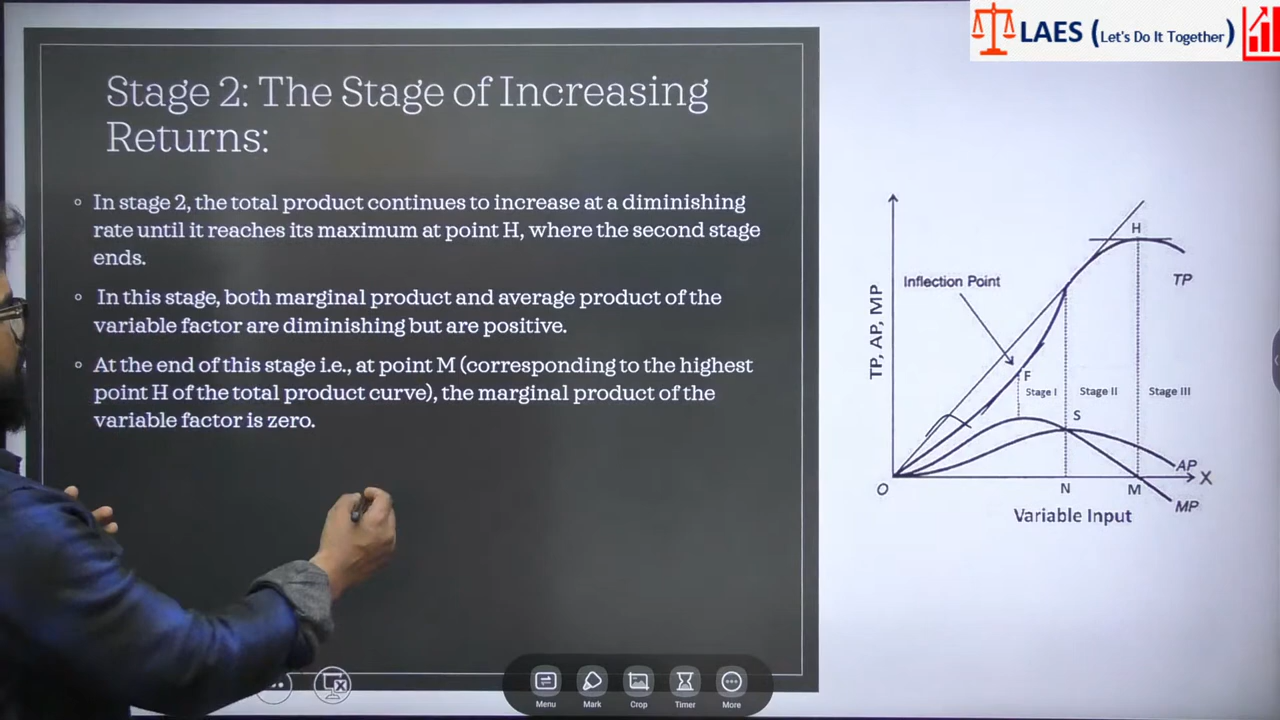 LAES (Let's Do It Together)
Stage 2: The Stage of Increasing
Returns:
In stage 2, the total product continues to increase at a diminishing
rate until it reaches its maximum at point H, where the second stage
ends.
In this stage, both marginal product and average product of the
variable factor are diminishing but are positive.
At the end of this stage i.e., at point M (corresponding to the highest
point H of the total product curve), the marginal product of the
variable factor is zero.
TP, AP, MP
H
TP
Inflection Point
F
Stage I
Stage II
Stage III
S
AP
X
O
N
M
MP
Variable Input
Menu
Mark
Crop
Timer
More